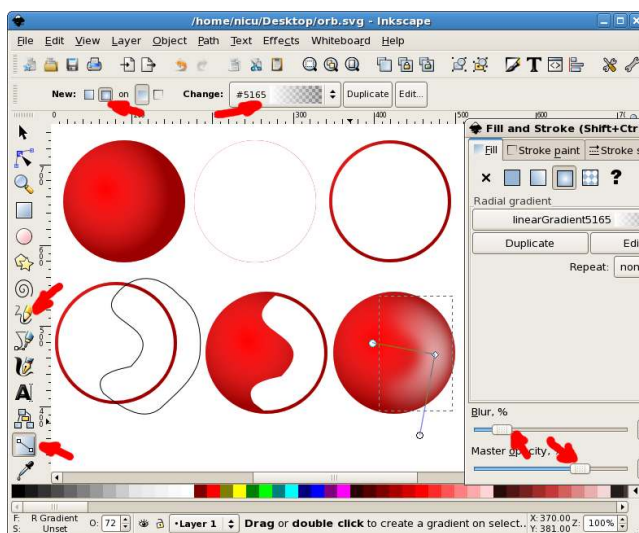 /home/nicu/Desktop/orb.svg - Inkscape
File Edit View Layer Object Path Text Effects Whiteboard Help
New: on Change: #5165 Duplicate Edit...
0 300 400 500
Fill and Stroke (Shift+Ctr
Fill Stroke paint Stroke s
Radial gradient
linearGradient5165
Duplicate Edi
Repeat: non
Blur, %
Master opacity,
F: R Gradient O: 72 Layer 1 Drag or double click to create a gradient on select.. X: 370.00 Z: 100%
S: Unset Y: 381.00